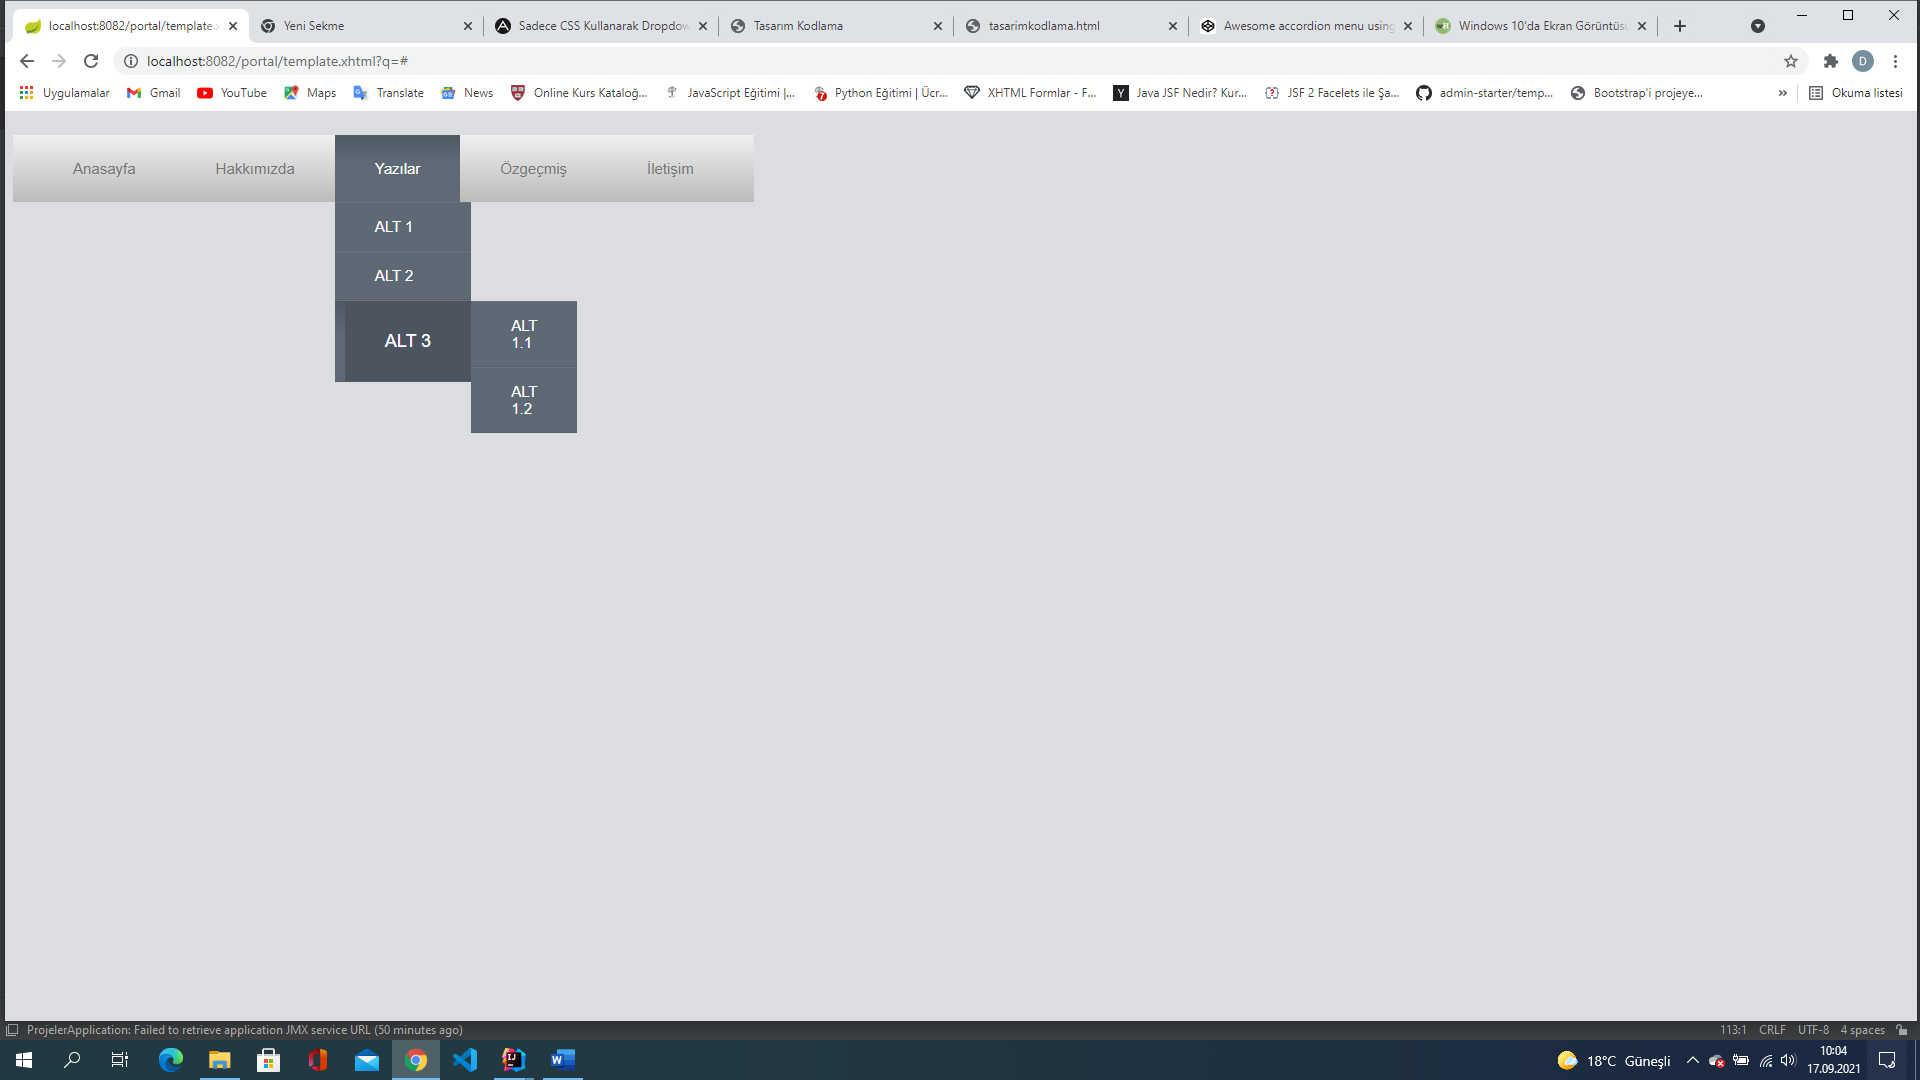 localhost:8082/portal/template.x
Yeni Sekme
Sadece CSS Kullanarak Dropdow
Tasarım Kodlama
tasarimkodlama.html
Awesome accordion menu using
Windows 10'da Ekran Görüntüsü
localhost:8082/portal/template.xhtml?q=#
D
Uygulamalar
Gmail
YouTube
Maps
Translate
News
Online Kurs Kataloğ...
JavaScript Eğitimi |...
Python Eğitimi | Ücr...
XHTML Formlar - F...
Java JSF Nedir? Kur...
JSF 2 Facelets ile Şa...
admin-starter/temp...
Bootstrap'i projeye...
»
Okuma listesi
Anasayfa
Hakkımızda
Yazılar
Özgeçmiş
İletişim
ALT 1
ALT 2
ALT 3
ALT
1.1
ALT
1.2
ProjelerApplication: Failed to retrieve application JMX service URL (50 minutes ago)
113:1
CRLF
UTF-8
4 spaces
18°C Güneşli
10:04
17.09.2021